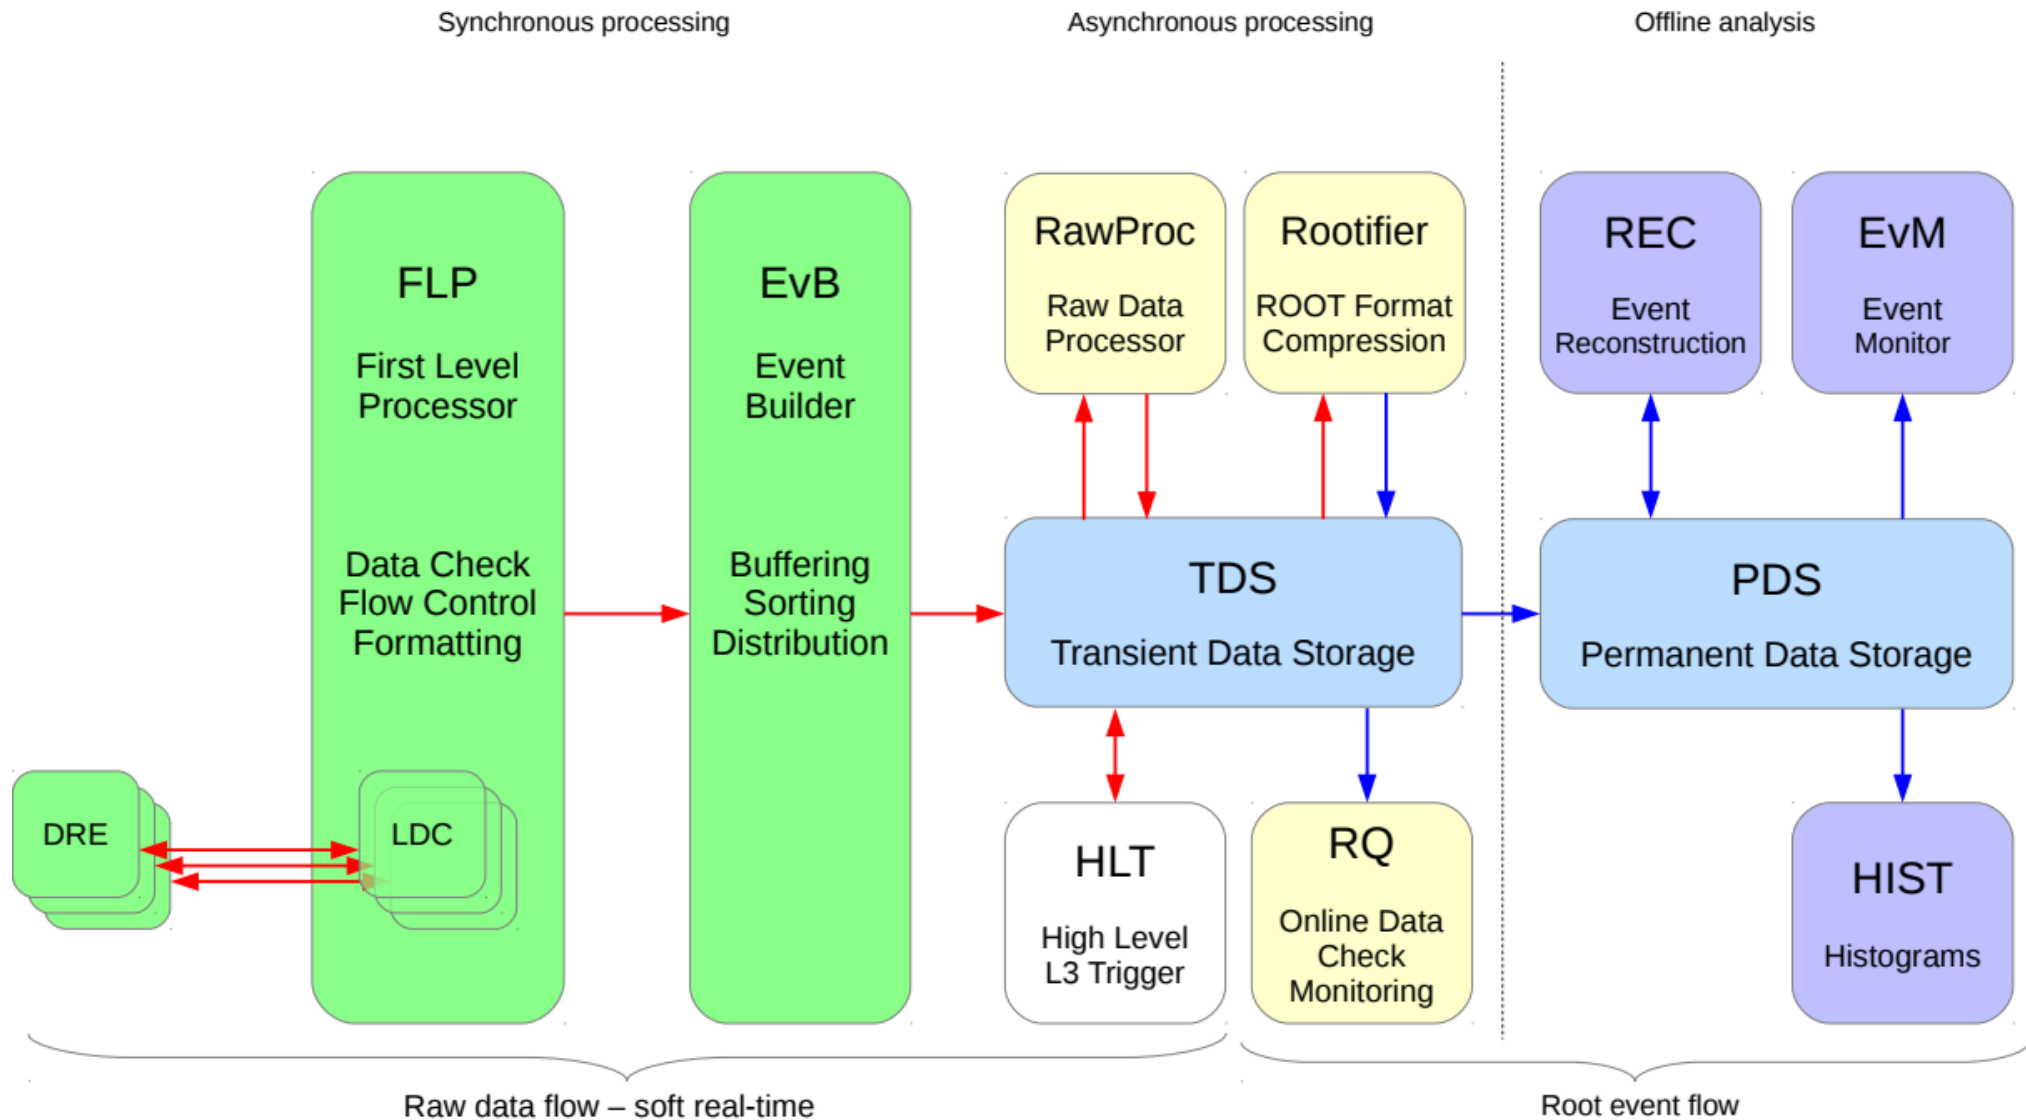 Synchronous processing
Asynchronous processing
Offline analysis
FLP
First Level
Processor
Data Check
Flow Control
Formatting
DRE
LDC
EvB
Event
Builder
Buffering
Sorting
Distribution
RawProc
Raw Data
Processor
Rootifier
ROOT Format
Compression
REC
Event
Reconstruction
EvM
Event
Monitor
TDS
Transient Data Storage
PDS
Permanent Data Storage
HLT
High Level
L3 Trigger
RQ
Online Data
Check
Monitoring
HIST
Histograms
Raw data flow – soft real-time
Root event flow